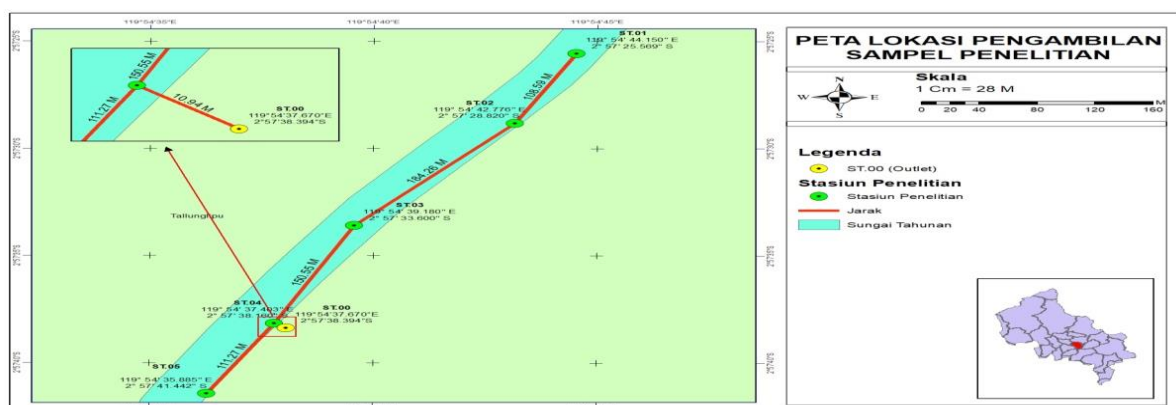 119°54'35"E
119°54'40"E
119°54'45"E
ST.01
119° 54' 44.150" E
2° 57' 25.569" S
108.59 M
ST.02
119° 54' 42.776" E
2° 57' 28.820" S
184.26 M
ST.03
119° 54' 39.180" E
2° 57' 33.600" S
150.55 M
ST.04
119° 54' 37.493" E
2° 57' 38.160" S
ST.00
119°54'37.670"E
2°57'38.394"S
111.27 M
ST.05
119° 54' 35.885" E
2° 57' 41.442" S
Tallunglipu
150.55 M
111.27 M
10.94 M
ST.00
119°54'37.670"E
2°57'38.394"S
PETA LOKASI PENGAMBILAN
SAMPEL PENELITIAN
N
W E
S
Skala
1 Cm = 28 M
0 20 40 80 120 160
M
Legenda
ST.00 (Outlet)
Stasiun Penelitian
Stasiun Penelitian
Jarak
Sungai Tahunan